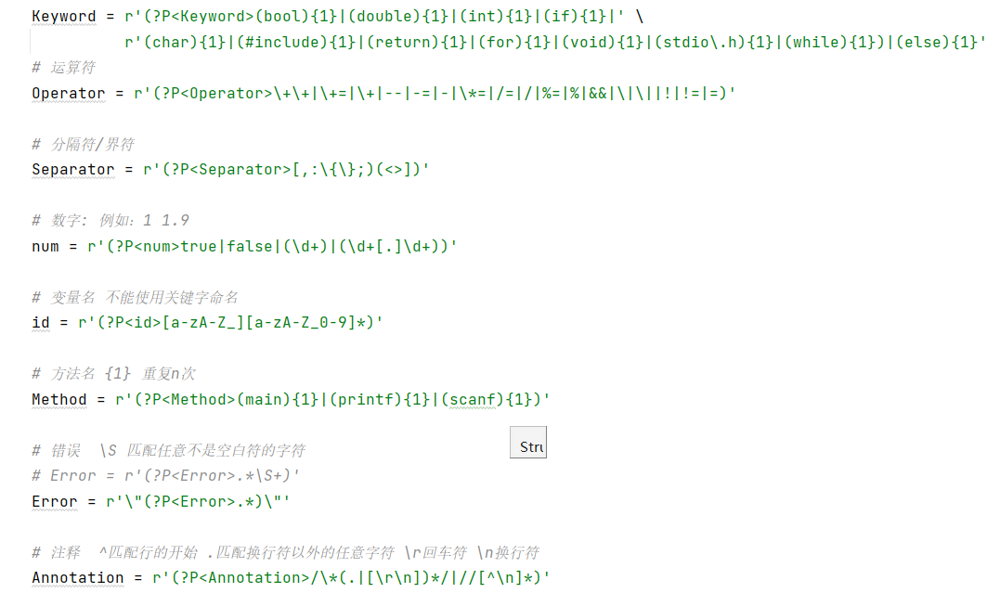 Keyword = r'(?P<Keyword>(bool){1}|(double){1}|(int){1}|(if){1}|' \
r'(char){1}|(#include){1}|(return){1}|(for){1}|(void){1}|(stdio\.h){1}|(while){1})|(else){1}'
# 运算符
Operator = r'(?P<Operator>\+\+|\+=|\+|--|-=|-|\*=|/=|/|%=|%|&&|\|\||!|!=|=)'
# 分隔符/界符
Separator = r'(?P<Separator>[,:\{\};)(<>])'
# 数字: 例如：1 1.9
num = r'(?P<num>true|false|(\d+)|(\d+[.]\d+))'
# 变量名 不能使用关键字命名
id = r'(?P<id>[a-zA-Z_][a-zA-Z_0-9]*)'
# 方法名 {1} 重复n次
Method = r'(?P<Method>(main){1}|(printf){1}|(scanf){1})'
Stru
# 错误  \S 匹配任意不是空白符的字符
# Error = r'(?P<Error>.*\S+)'
Error = r'\"(?P<Error>.*)\"'
# 注释  ^匹配行的开始 .匹配换行符以外的任意字符 \r回车符 \n换行符
Annotation = r'(?P<Annotation>/\*(.|[\r\n])*/|//[^\n]*)'